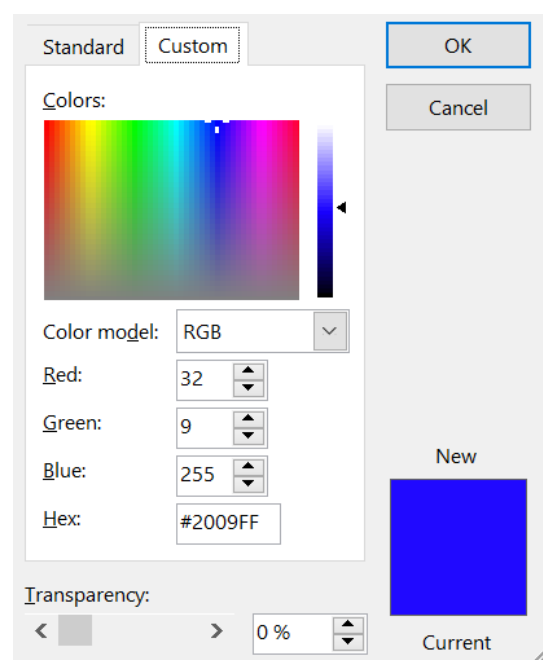 Standard Custom OK
Colors: Cancel
Color model: RGB
Red: 32
Green: 9
Blue: 255
Hex: #2009FF
New
Transparency:
0 %
Current